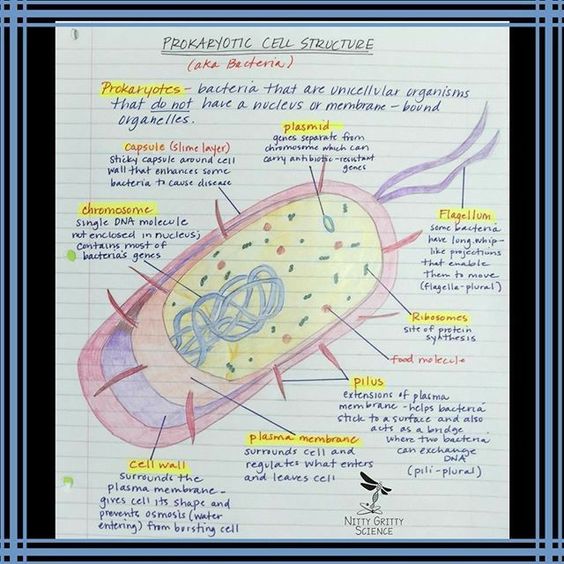 PROKARYOTIC CELL STRUCTURE
(aka Bacteria)
Prokaryotes - bacteria that are unicellular organisms
that do not have a nucleus or membrane - bound
organelles.
capsule (slime layer)
sticky capsule around cell
wall that enhances some
bacteria to cause disease
plasmid
genes separate from
chromosome which can
carry antibiotic-resistant
genes
chromosome
single DNA molecule
not enclosed in nucleus;
contains most of
bacteria's genes
Flagellum
some bacteria
have long, whip-
like projections
that enable
them to move
(flagella-plural)
Ribosomes
site of protein
synthesis
food molecule
pilus
extensions of plasma
membrane - helps bacteria
stick to a surface and also
acts as a bridge
where two bacteria
can exchange
DNA
(pili-plural)
plasma membrane
surrounds cell and
regulates what enters
and leaves cell
cell wall
surrounds the
plasma membrane -
gives cell its shape and
prevents osmosis (water
entering) from bursting cell
NITTY GRITTY
SCIENCE